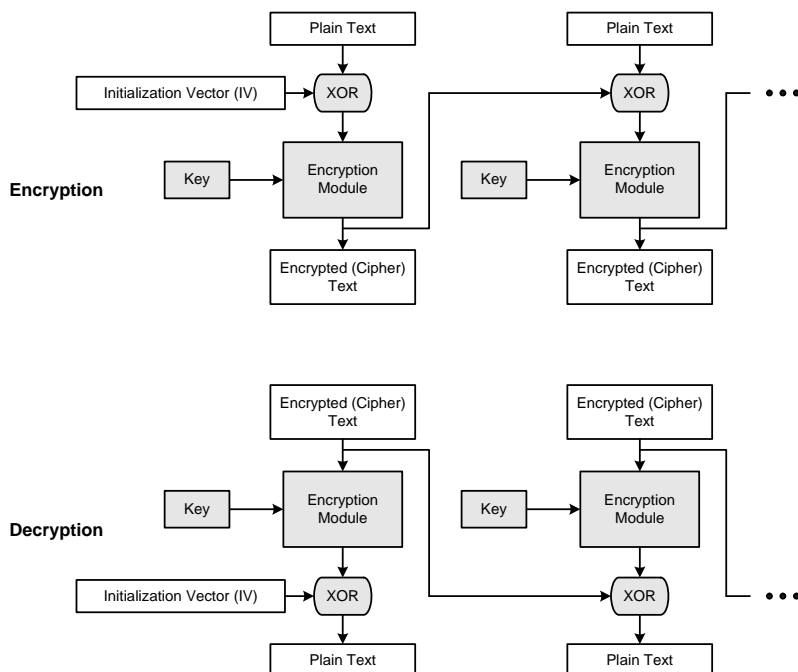 Plain Text
Plain Text
Initialization Vector (IV)
XOR
XOR
Encryption
Key
Encryption
Module
Key
Encryption
Module
Encrypted (Cipher)
Text
Encrypted (Cipher)
Text
Encrypted (Cipher)
Text
Encrypted (Cipher)
Text
Decryption
Key
Encryption
Module
Key
Encryption
Module
Initialization Vector (IV)
XOR
XOR
Plain Text
Plain Text